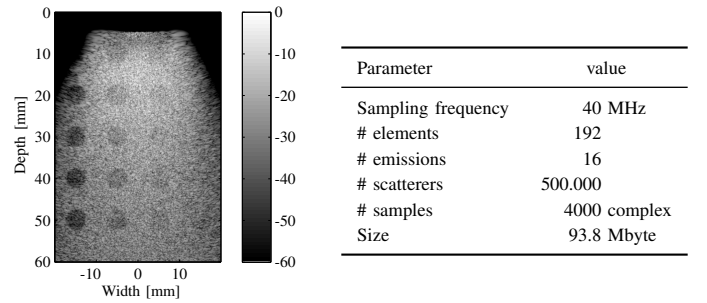 0
10
20
30
40
50
60
Depth [mm]
-10 0 10
Width [mm]
0
-10
-20
-30
-40
-50
-60
Parameter value
Sampling frequency 40 MHz
# elements 192
# emissions 16
# scatterers 500.000
# samples 4000 complex
Size 93.8 Mbyte